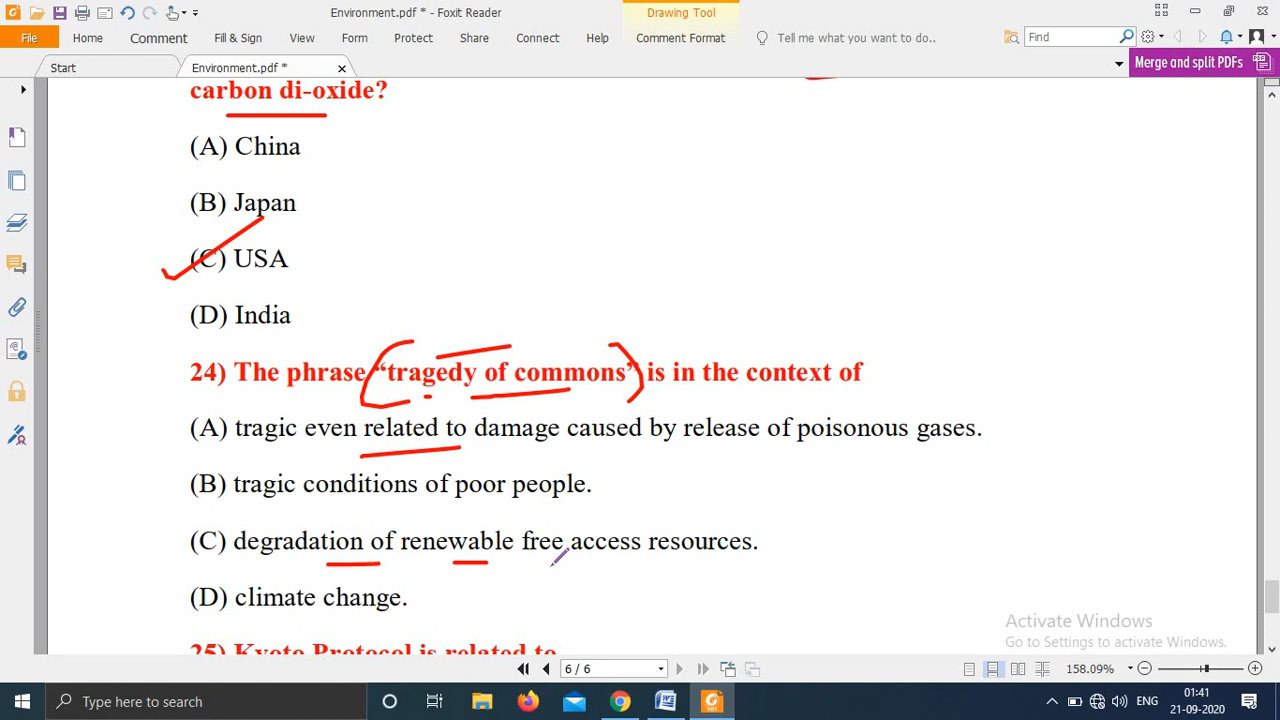 Environment.pdf * - Foxit Reader
Drawing Tool
File
Home
Comment
Fill & Sign
View
Form
Protect
Share
Connect
Help
Comment Format
Tell me what you want to do..
Find
Start
Environment.pdf *
Merge and split PDFs
carbon di-oxide?
(A) China
(B) Japan
(C) USA
(D) India
24) The phrase “tragedy of commons” is in the context of
(A) tragic even related to damage caused by release of poisonous gases.
(B) tragic conditions of poor people.
(C) degradation of renewable free access resources.
(D) climate change.
25) Kyoto Protocol is related to
Activate Windows
Go to Settings to activate Windows.
6 / 6
158.09%
Type here to search
ENG
01:41
21-09-2020